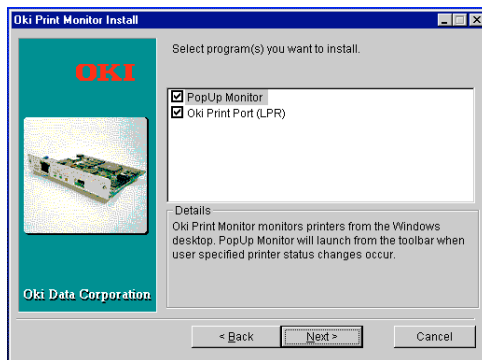 Oki Print Monitor Install
OKI
Oki Data Corporation
Select program(s) you want to install.
PopUp Monitor
Oki Print Port (LPR)
Details
Oki Print Monitor monitors printers from the Windows
desktop. PopUp Monitor will launch from the toolbar when
user specified printer status changes occur.
< Back
Next >
Cancel